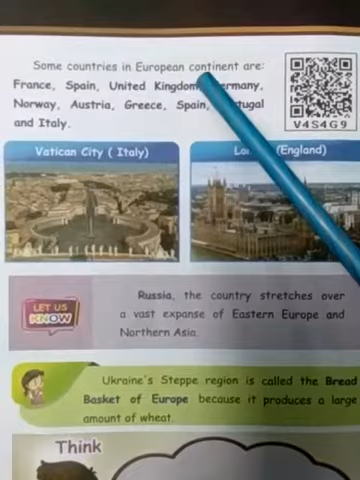 Some countries in European continent are:
France, Spain, United Kingdom, Germany,
Norway, Austria, Greece, Spain, Portugal
and Italy.
V4S4G9
Vatican City ( Italy)
(England)
LET US
KNOW
Russia, the country stretches over
a vast expanse of Eastern Europe and
Northern Asia.
Ukraine's Steppe region is called the Bread
Basket of Europe because it produces a large
amount of wheat.
Think